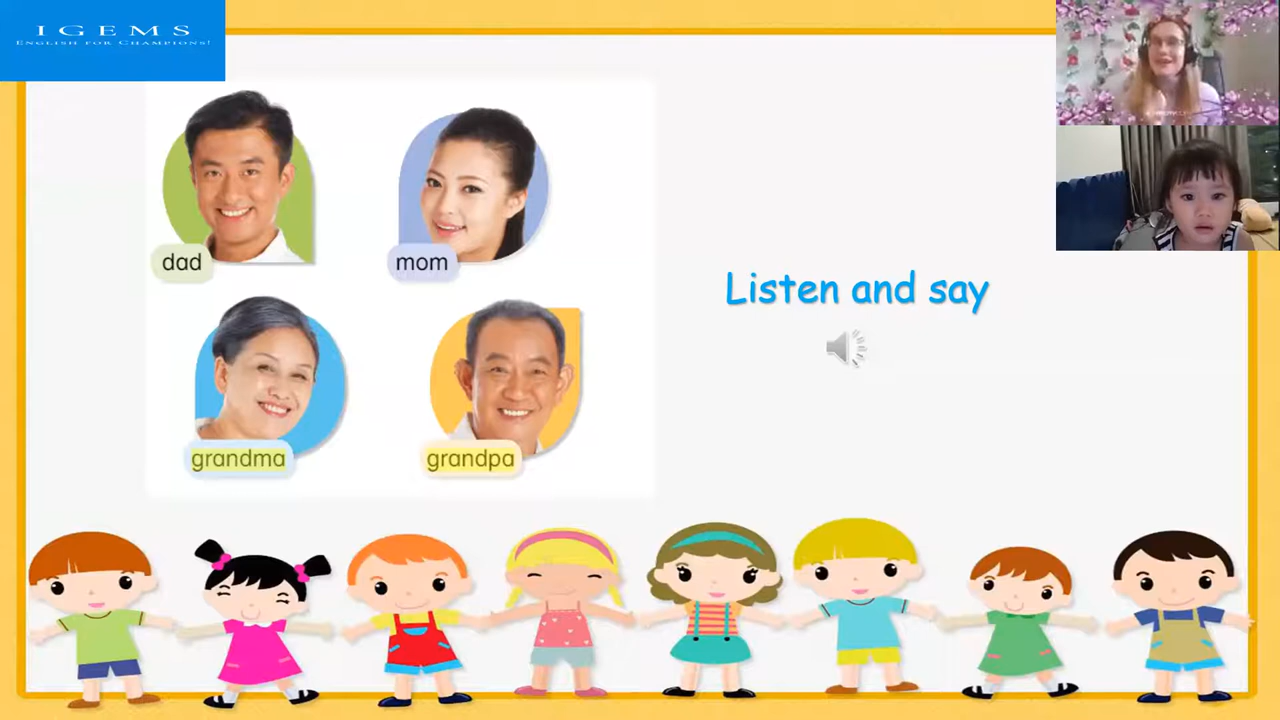 IGEMS
ENGLISH FOR CHAMPIONS!
dad
mom
Listen and say
grandma
grandpa